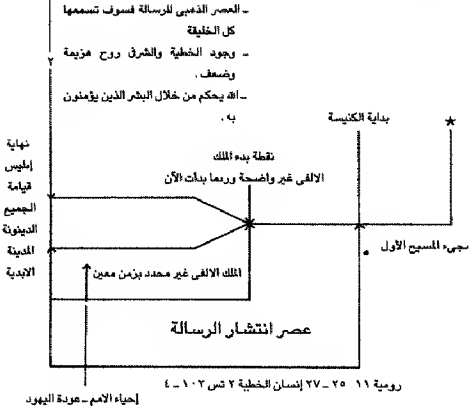 ـ العصر الذهبى للرسالة فسوف تسمعها
كل الخليقة
ـ وجود الخطية والشرق روح هزيمة
وضعف .
ـ الله يحكم من خلال البشر الذين يؤمنون
به .
٢
بداية الكنيسة
نقطة بدء الملك
الالفى غير واضحة وربما بدأت الآن
مجىء المسيح الأول
نهاية
إبليس
قيامة
الجميع
الدينونة
المدينة
الابدية
الملك الالفى غير محدد بزمن معين
عصر انتشار الرسالة
رومية ١١ ٢٥ ـ ٢٧ إنسان الخطية ٢ تس ١٠٢ ـ ٤
إحياء الامم ـ عودة اليهود